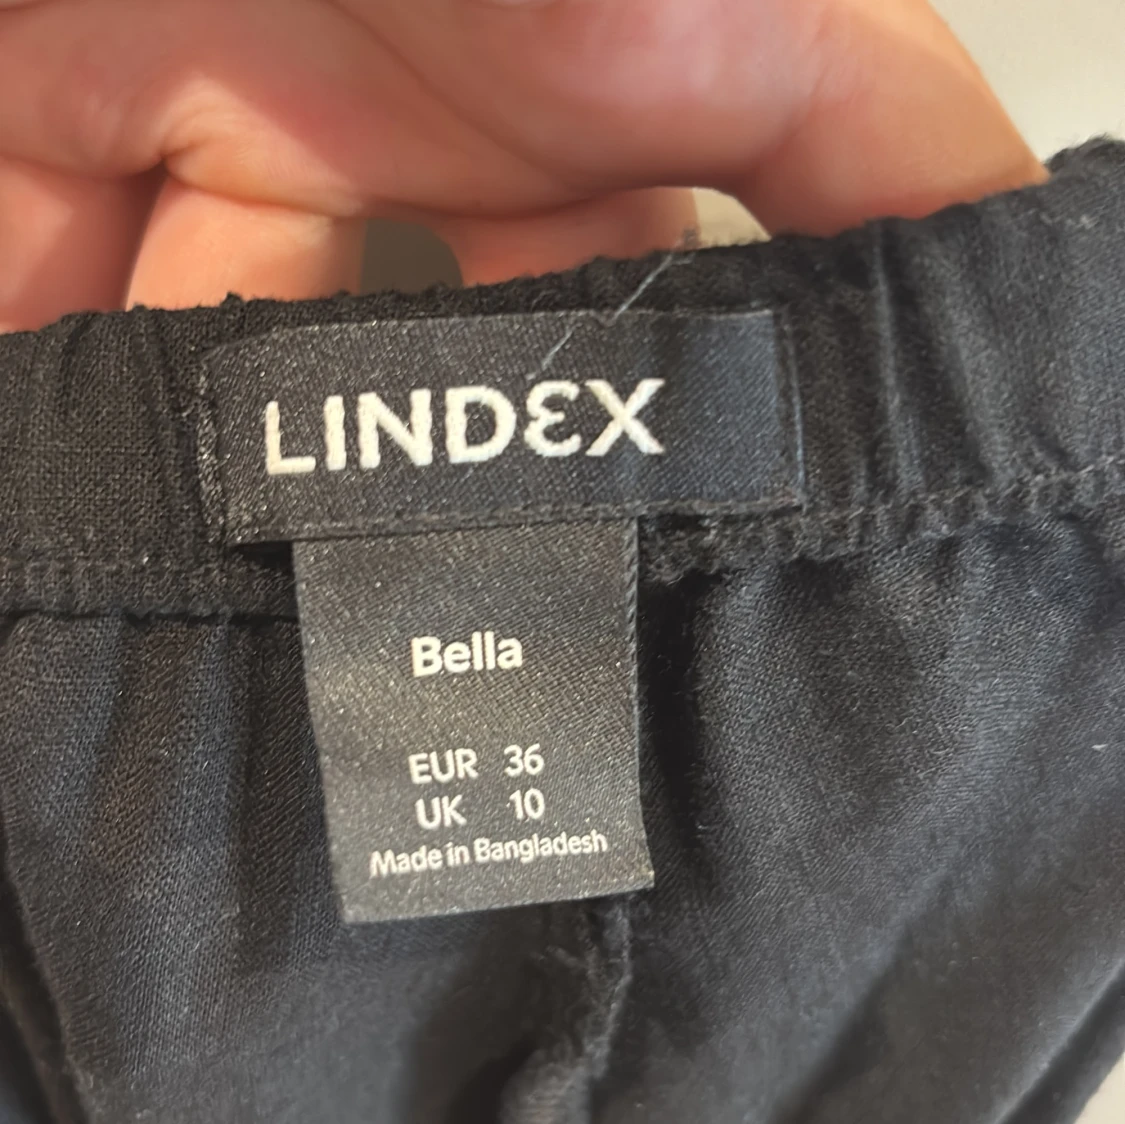 LINDEX
Bella
EUR 36
UK 10
Made in Bangladesh